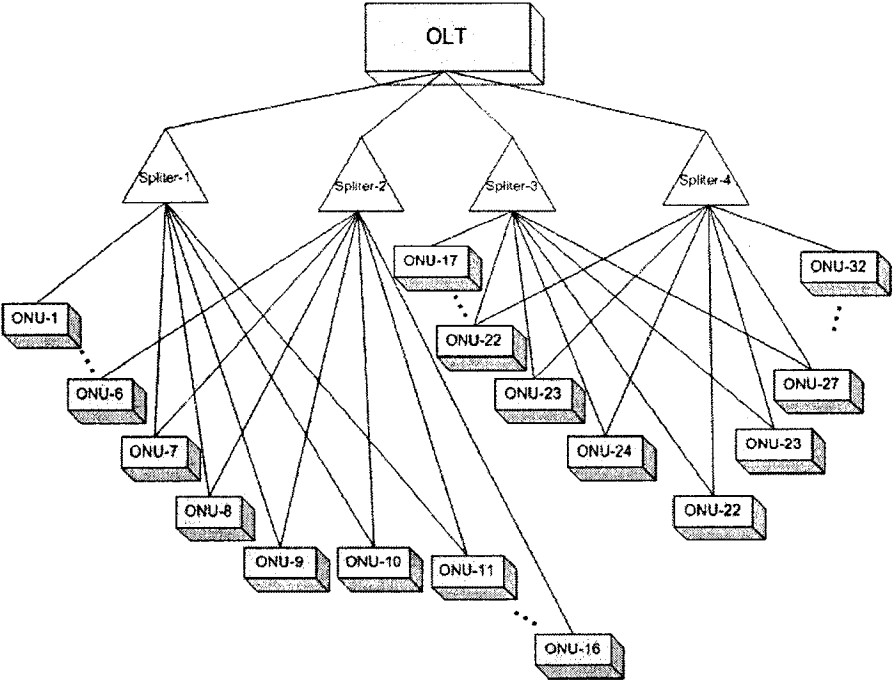 OLT
Spliter-1
Spliter-2
Spliter-3
Spliter-4
ONU-17
ONU-32
ONU-1
ONU-22
ONU-6
ONU-23
ONU-27
ONU-7
ONU-24
ONU-23
ONU-8
ONU-22
ONU-9
ONU-10
ONU-11
ONU-16